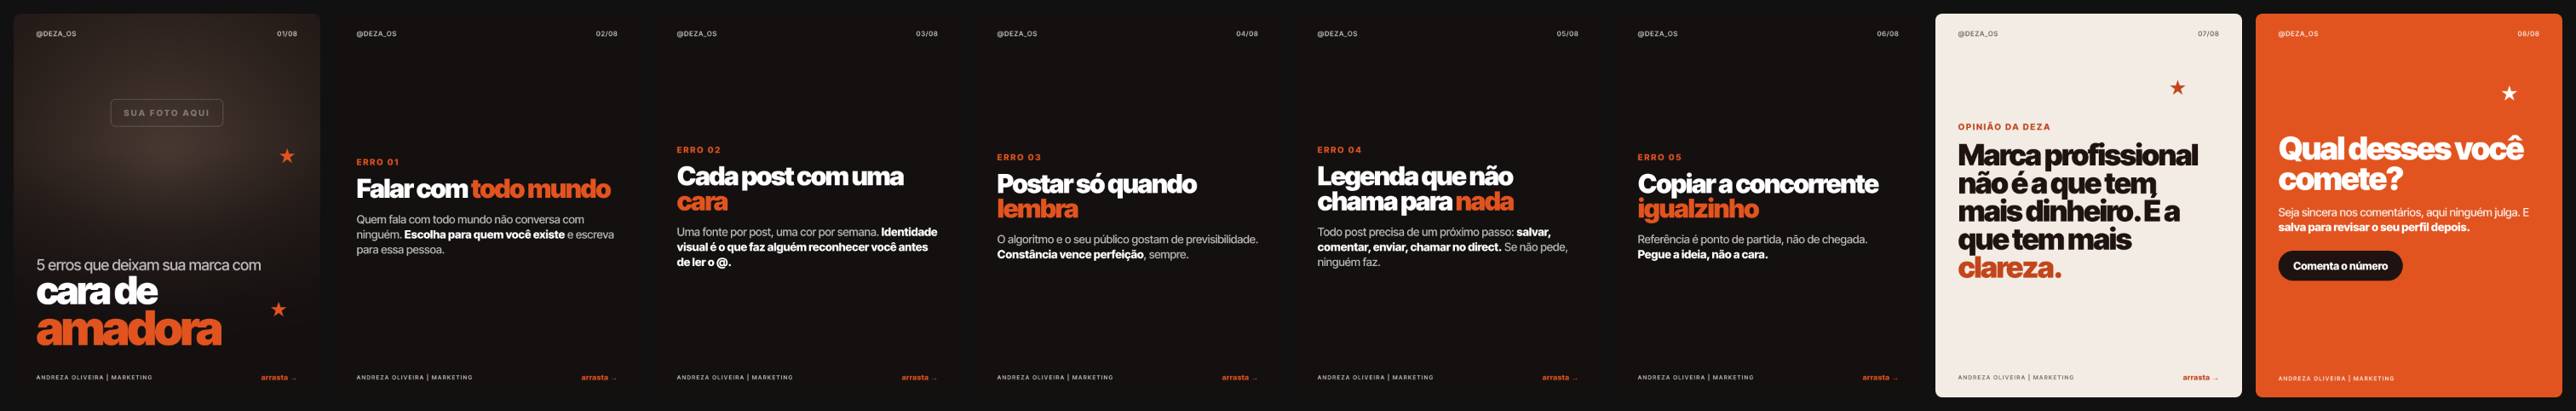 @DEZA_OS
01/08
SUA FOTO AQUI
5 erros que deixam sua marca com
cara de
amadora
ANDREZA OLIVEIRA | MARKETING
arrasta →
@DEZA_OS
02/08
ERRO 01
Falar com todo mundo
Quem fala com todo mundo não conversa com
ninguém. Escolha para quem você existe e escreva
para essa pessoa.
ANDREZA OLIVEIRA | MARKETING
arrasta →
@DEZA_OS
03/08
ERRO 02
Cada post com uma
cara
Uma fonte por post, uma cor por semana. Identidade
visual é o que faz alguém reconhecer você antes
de ler o @.
ANDREZA OLIVEIRA | MARKETING
arrasta →
@DEZA_OS
04/08
ERRO 03
Postar só quando
lembra
O algoritmo e o seu público gostam de previsibilidade.
Constância vence perfeição, sempre.
ANDREZA OLIVEIRA | MARKETING
arrasta →
@DEZA_OS
05/08
ERRO 04
Legenda que não
chama para nada
Todo post precisa de um próximo passo: salvar,
comentar, enviar, chamar no direct. Se não pede,
ninguém faz.
ANDREZA OLIVEIRA | MARKETING
arrasta →
@DEZA_OS
06/08
ERRO 05
Copiar a concorrente
igualzinho
Referência é ponto de partida, não de chegada.
Pegue a ideia, não a cara.
ANDREZA OLIVEIRA | MARKETING
arrasta →
@DEZA_OS
07/08
OPINIÃO DA DEZA
Marca profissional
não é a que tem
mais dinheiro. É a
que tem mais
clareza.
ANDREZA OLIVEIRA | MARKETING
arrasta →
@DEZA_OS
08/08
Qual desses você
comete?
Seja sincera nos comentários, aqui ninguém julga. E
salva para revisar o seu perfil depois.
Comenta o número
ANDREZA OLIVEIRA | MARKETING